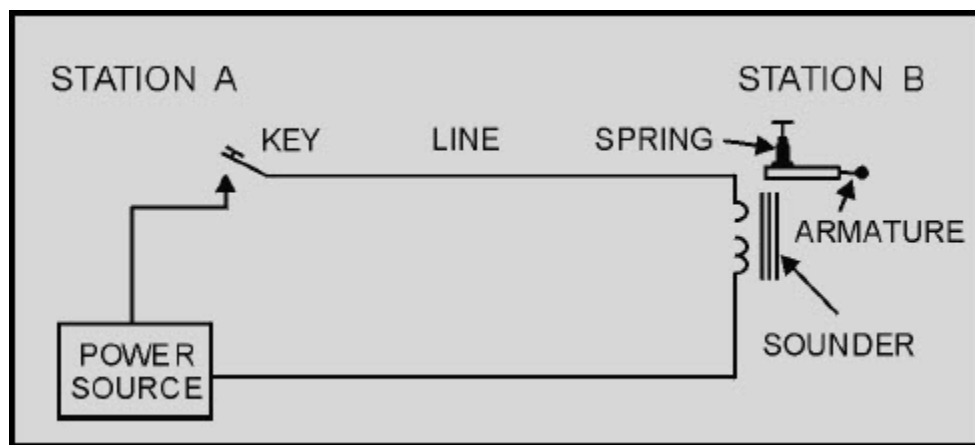 STATION A
STATION B
KEY
LINE
SPRING
ARMATURE
SOUNDER
POWER
SOURCE